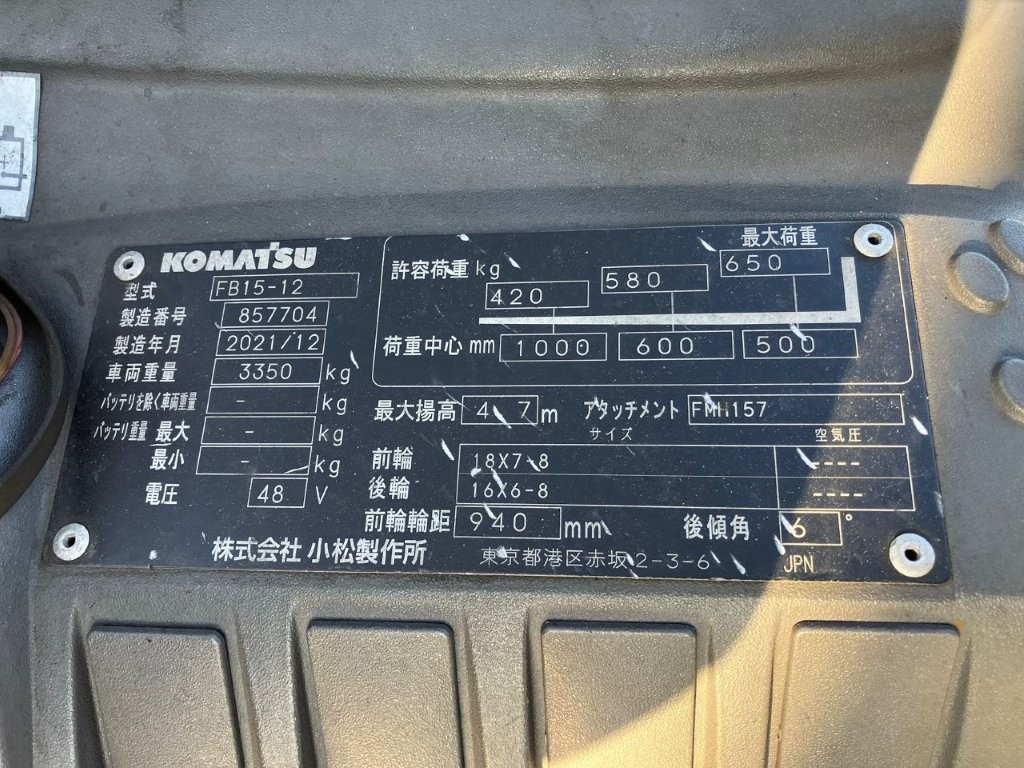 KOMATSU
型式 FB15-12
製造番号 857704
製造年月 2021/12
車両重量 3350 kg
バッテリを除く車両重量 - kg
バッテリ重量 最大 - kg
最小 - kg
電圧 48 V
最大荷重
許容荷重 kg 420 580 650
荷重中心 mm 1000 600 500
最大揚高 4.7 m アタッチメント FMH157
サイズ 空気圧
前輪 18X7-8 ----
後輪 16X6-8 ----
前輪輪距 940 mm 後傾角 6°
株式会社 小松製作所 東京都港区赤坂2-3-6 JPN